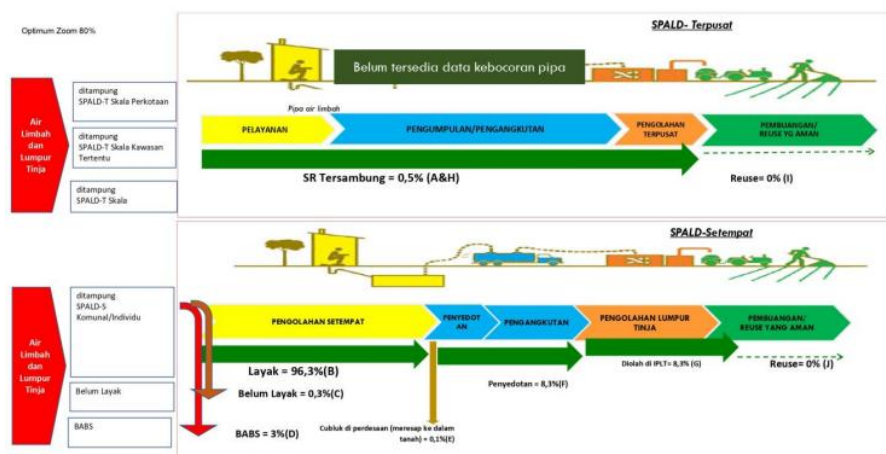 Optimum Zoom 80%
SPALD- Terpusat
Belum tersedia data kebocoran pipa
Air
Limbah
dan
Lumpur
Tinja
ditampung
SPALD-T Skala Perkotaan
ditampung
SPALD-T Skala Kawasan
Tertentu
ditampung
SPALD-T Skala
Pipa air limbah
PELAYANAN
PENGUMPULAN/PENGANGKUTAN
PENGOLAHAN
TERPUSAT
PEMBUANGAN/
REUSE YG AMAN
SR Tersambung = 0,5% (A&H)
Reuse= 0% (I)
SPALD-Setempat
Air
Limbah
dan
Lumpur
Tinja
ditampung
SPALD-S
Komunal/Individu
Belum Layak
BABS
PENGOLAHAN SETEMPAT
PENYEDOT
AN
PENGANGKUTAN
PENGOLAHAN LUMPUR
TINJA
PEMBUANGAN/
REUSE YANG AMAN
Layak = 96,3%(B)
Belum Layak = 0,3%(C)
BABS = 3%(D)
Cubluk di perdesaan (meresap ke dalam
tanah) = 0,1%(E)
Penyedotan = 8,3%(F)
Diolah di IPLT= 8,3% (G)
Reuse= 0% (J)